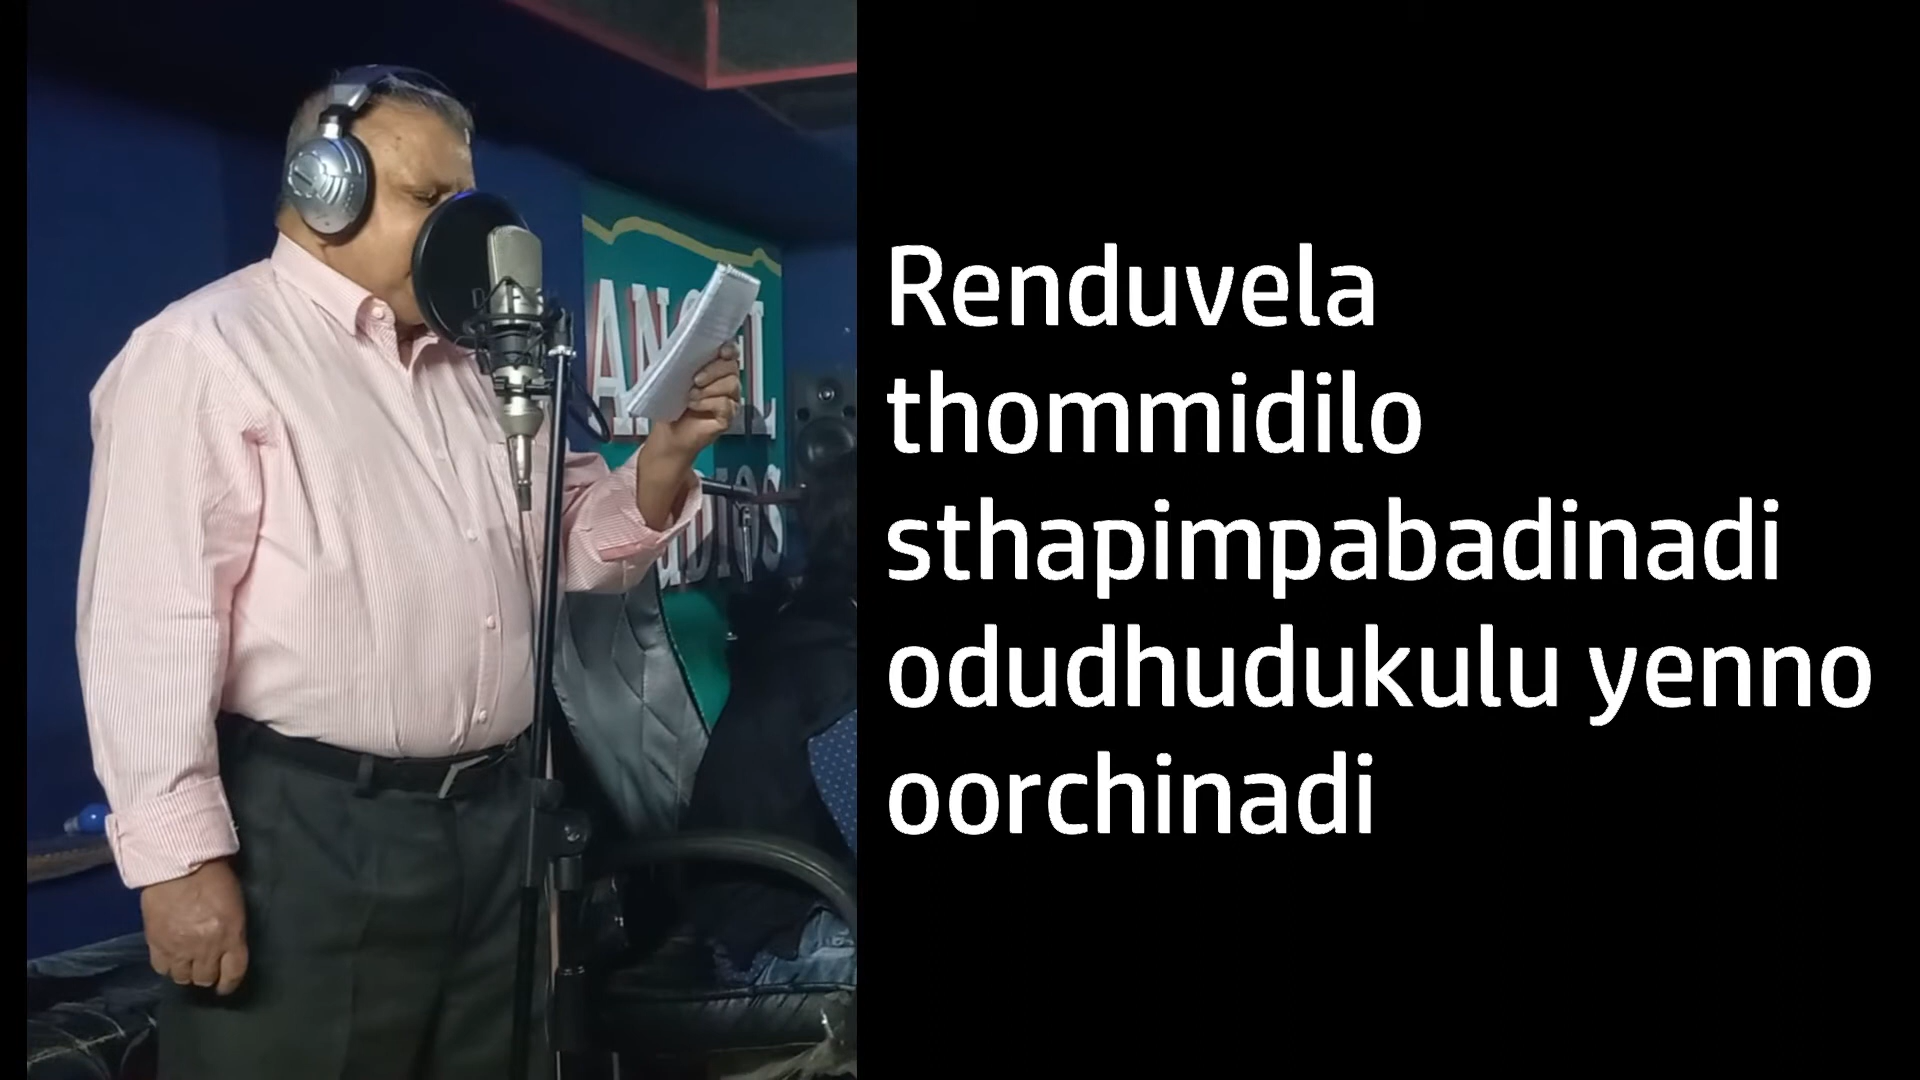 Renduvela
thommidilo
sthapimpabadinadi
odudhudukulu yenno
oorchinadi